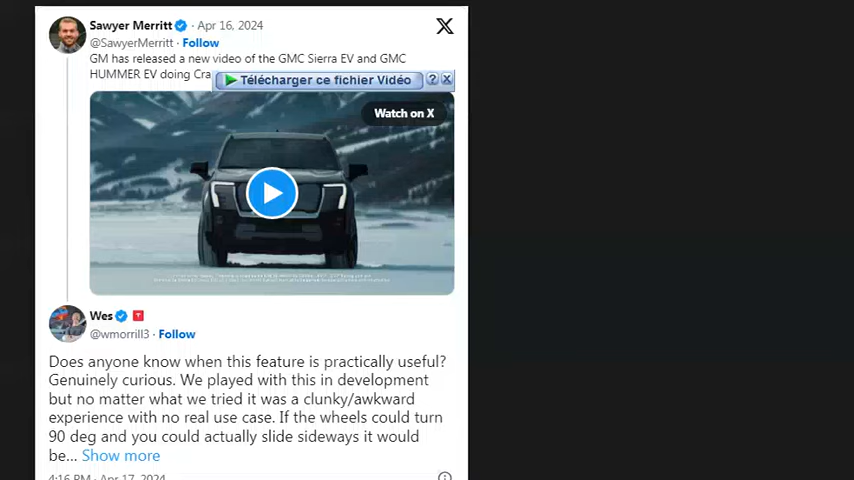 Sawyer Merritt · Apr 16, 2024
@SawyerMerritt · Follow
GM has released a new video of the GMC Sierra EV and GMC
HUMMER EV doing Cra
Télécharger ce fichier Vidéo ? X
Watch on X
Wes
@wmorrill3 · Follow
Does anyone know when this feature is practically useful?
Genuinely curious. We played with this in development
but no matter what we tried it was a clunky/awkward
experience with no real use case. If the wheels could turn
90 deg and you could actually slide sideways it would
be... Show more
4:16 PM · Apr 17, 2024